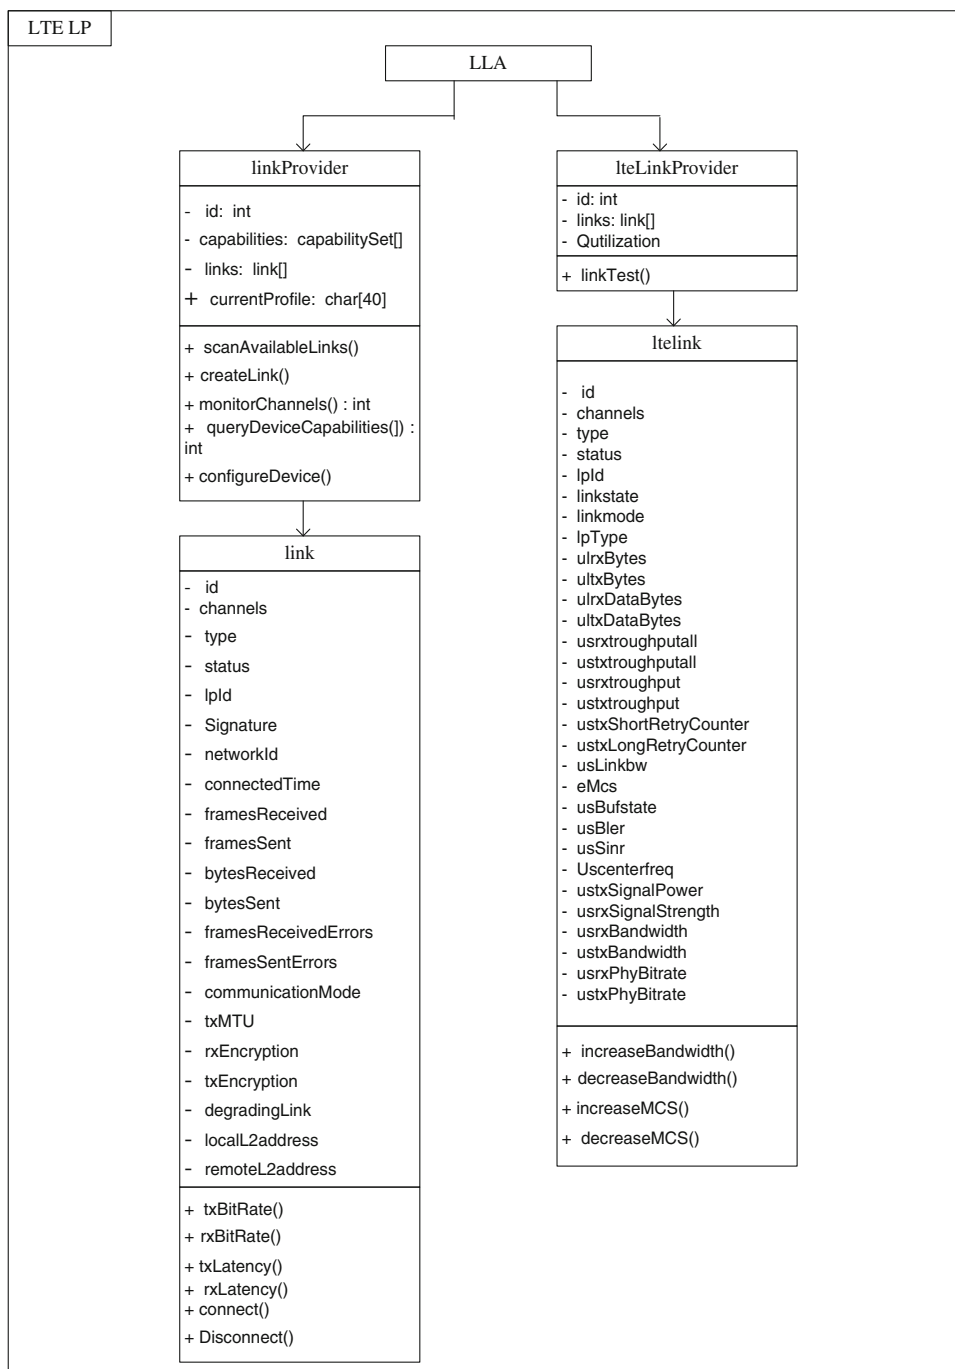 LTE LP
LLA
linkProvider
- id: int
- capabilities: capabilitySet[]
- links: link[]
+ currentProfile: char[40]
+ scanAvailableLinks()
+ createLink()
+ monitorChannels() : int
+ queryDeviceCapabilities(]) :
int
+ configureDevice()
link
- id
- channels
- type
- status
- lpId
- Signature
- networkId
- connectedTime
- framesReceived
- framesSent
- bytesReceived
- bytesSent
- framesReceivedErrors
- framesSentErrors
- communicationMode
- txMTU
- rxEncryption
- txEncryption
- degradingLink
- localL2address
- remoteL2address
+ txBitRate()
+ rxBitRate()
+ txLatency()
+ rxLatency()
+ connect()
+ Disconnect()
lteLinkProvider
- id: int
- links: link[]
- Qutilization
+ linkTest()
ltelink
- id
- channels
- type
- status
- lpId
- linkstate
- linkmode
- lpType
- ulrxBytes
- ultxBytes
- ulrxDataBytes
- ultxDataBytes
- usrxtroughputall
- ustxtroughputall
- usrxtroughput
- ustxtroughput
- ustxShortRetryCounter
- ustxLongRetryCounter
- usLinkbw
- eMcs
- usBufstate
- usBler
- usSinr
- Uscenterfreq
- ustxSignalPower
- usrxSignalStrength
- usrxBandwidth
- ustxBandwidth
- usrxPhyBitrate
- ustxPhyBitrate
+ increaseBandwidth()
+ decreaseBandwidth()
+ increaseMCS()
+ decreaseMCS()